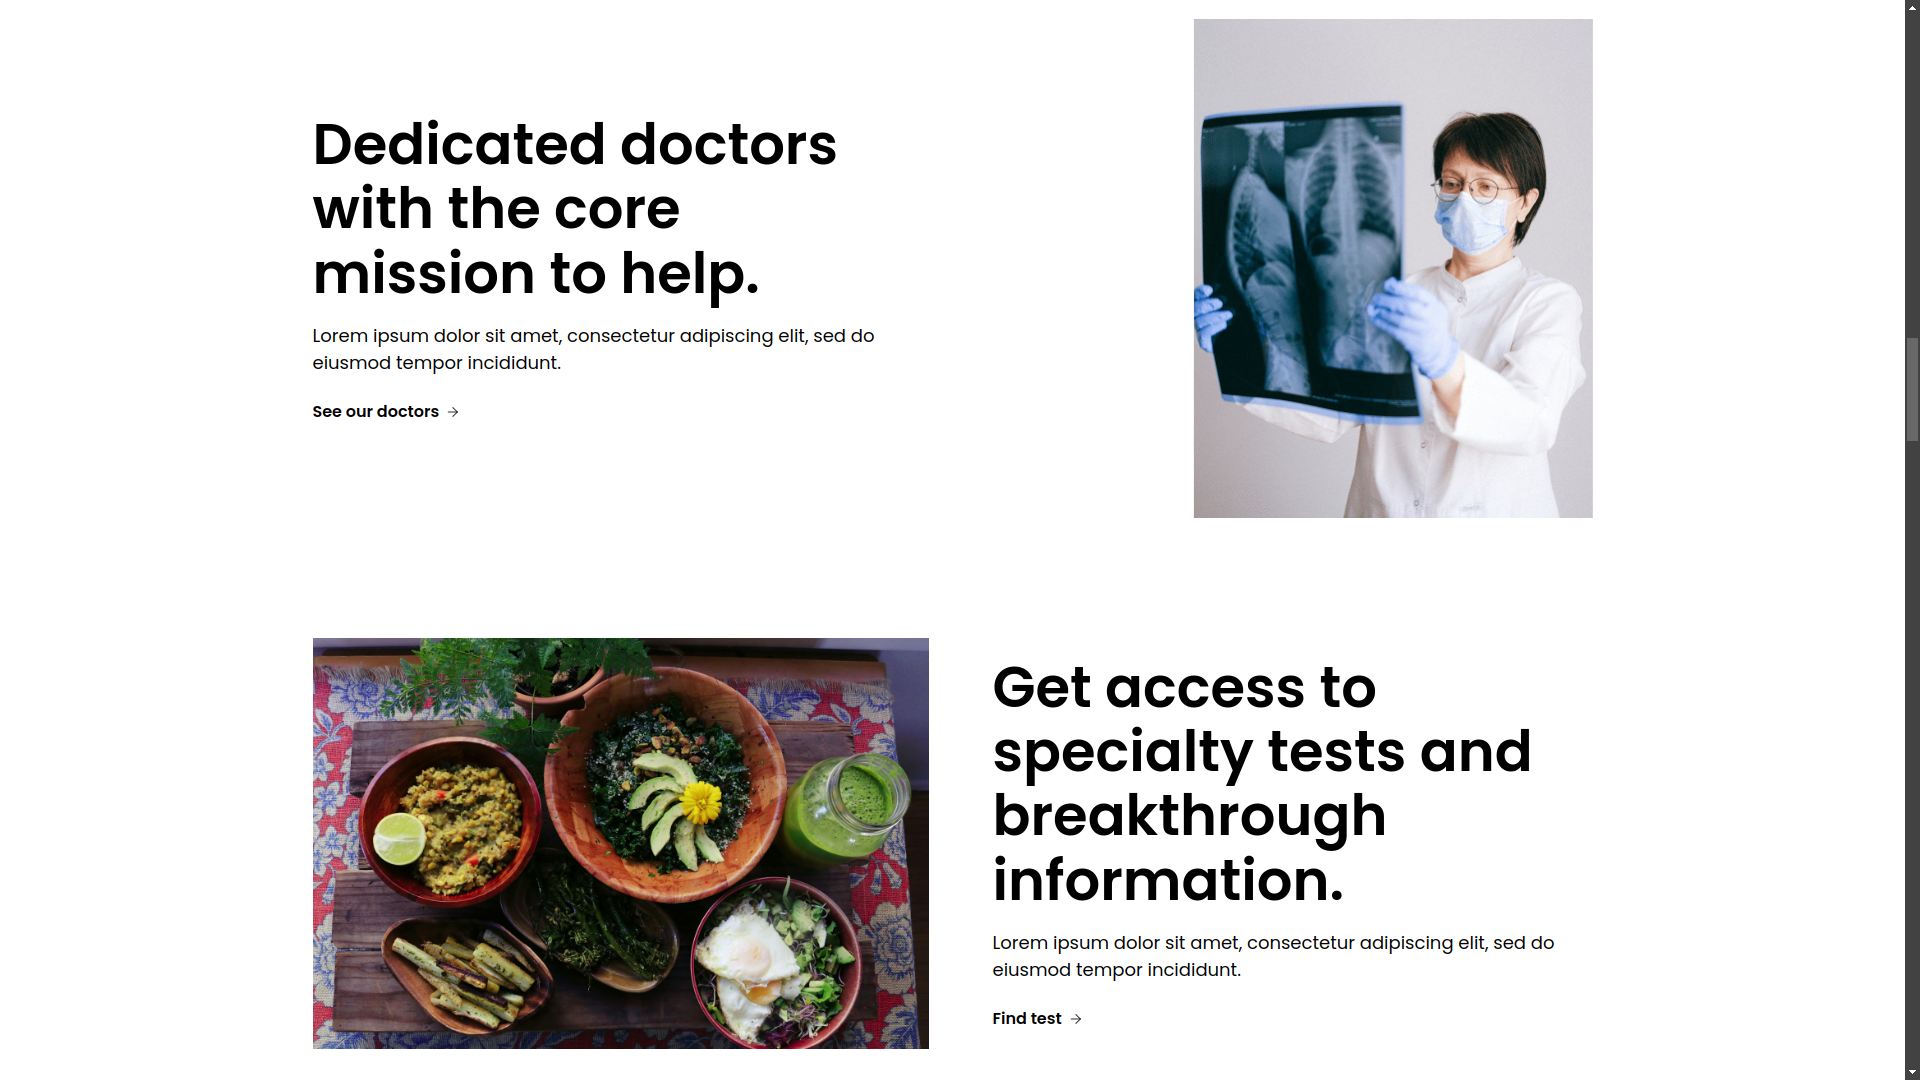 Dedicated doctors
with the core
mission to help.
Lorem ipsum dolor sit amet, consectetur adipiscing elit, sed do
eiusmod tempor incididunt.
See our doctors →
Get access to
specialty tests and
breakthrough
information.
Lorem ipsum dolor sit amet, consectetur adipiscing elit, sed do
eiusmod tempor incididunt.
Find test →